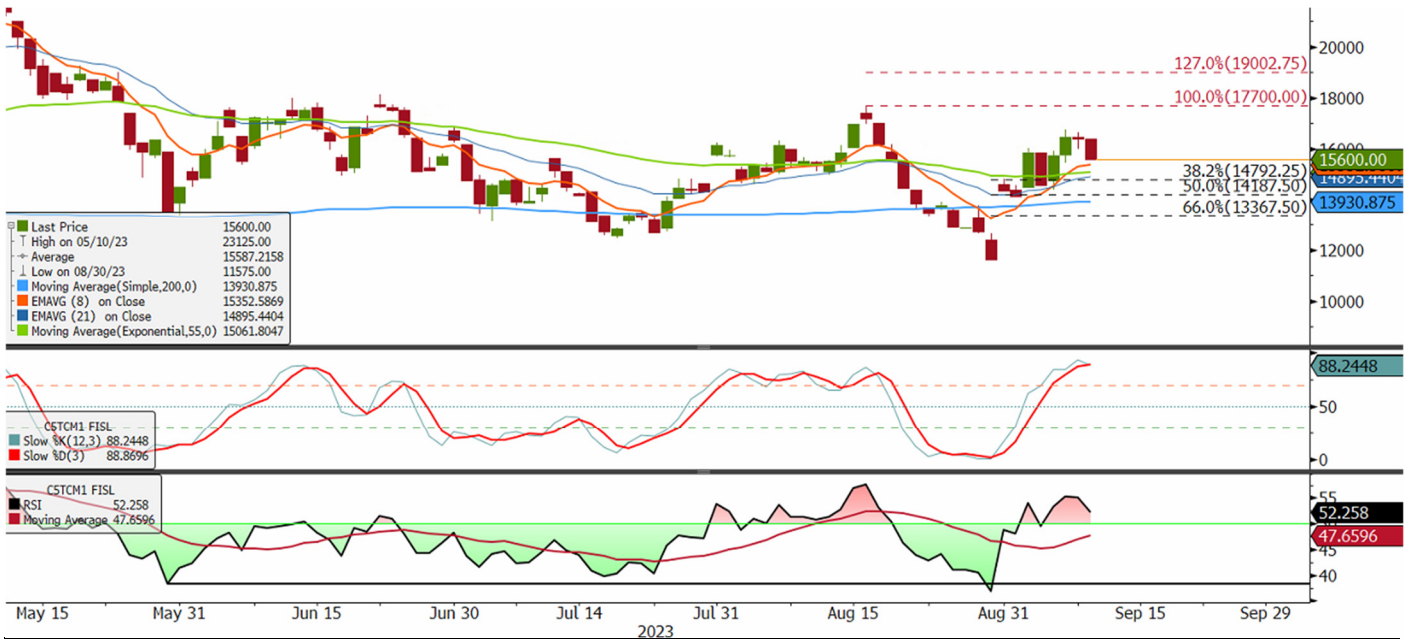 20000
127.0%(19002.75)
100.0%(17700.00)
18000
16000
15600.00
38.2%(14792.25)
14895.440
50.0%(14187.50)
13930.875
66.0%(13367.50)
12000
10000
Last Price 15600.00
High on 05/10/23 23125.00
Average 15587.2158
Low on 08/30/23 11575.00
Moving Average(Simple,200,0) 13930.875
EMAVG (8) on Close 15352.5869
EMAVG (21) on Close 14895.4404
Moving Average(Exponential,55,0) 15061.8047
88.2448
50
0
C5TCM1 FISL
Slow %K(12,3) 88.2448
Slow %D(3) 88.8696
C5TCM1 FISL
RSI 52.258
Moving Average 47.6596
55
52.258
47.6596
45
40
May 15 May 31 Jun 15 Jun 30 Jul 14 Jul 31 Aug 15 Aug 31 Sep 15 Sep 29
2023